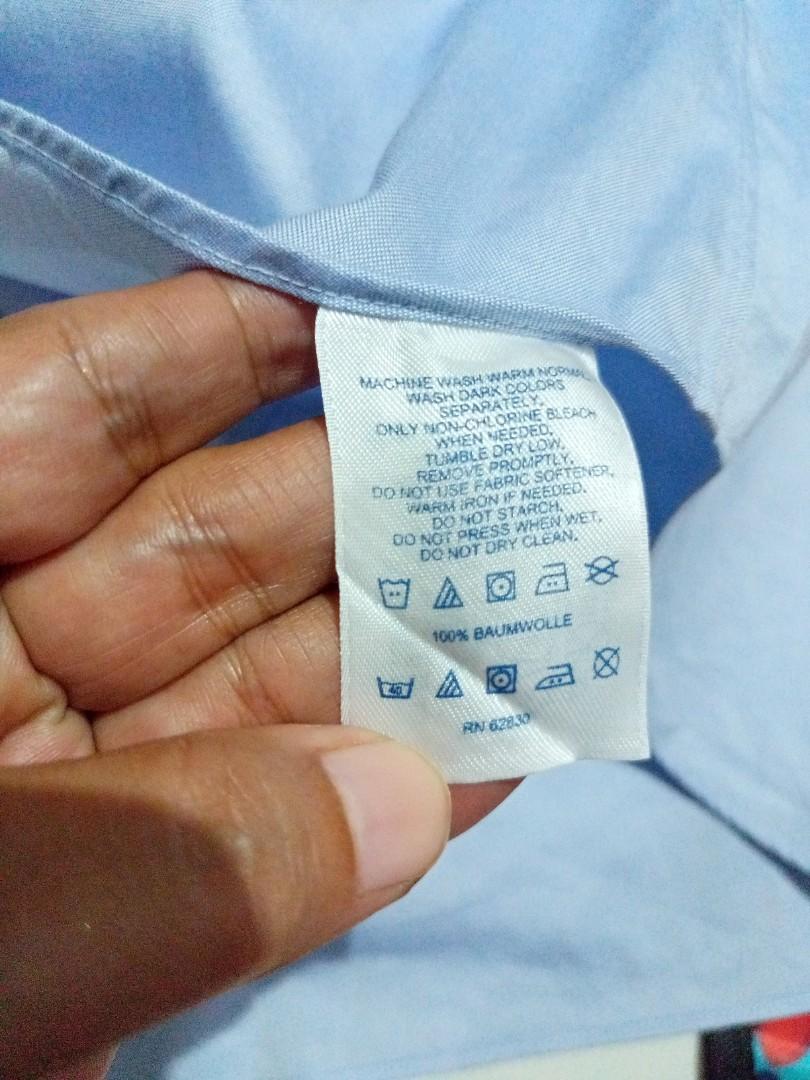 MACHINE WASH WARM NORMAL.
WASH DARK COLORS
SEPARATELY.
ONLY NON-CHLORINE BLEACH
WHEN NEEDED.
TUMBLE DRY LOW.
REMOVE PROMPTLY.
DO NOT USE FABRIC SOFTENER.
WARM IRON IF NEEDED.
DO NOT STARCH.
DO NOT PRESS WHEN WET.
DO NOT DRY CLEAN.
100% BAUMWOLLE
40
RN 62830